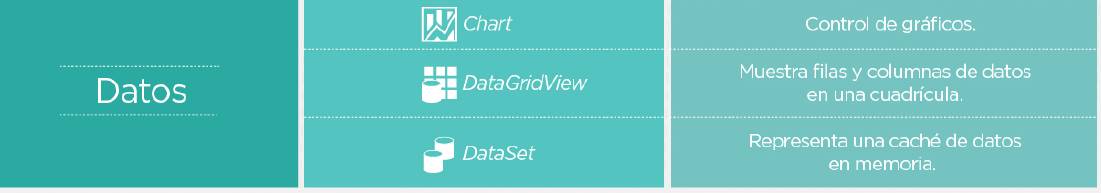 Datos
Chart
Control de gráficos.
DataGridView
Muestra filas y columnas de datos
en una cuadrícula.
DataSet
Representa una caché de datos
en memoria.